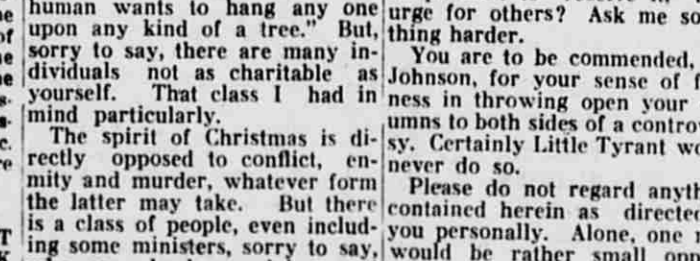 human wants to hang any one
upon any kind of a tree." But,
sorry to say, there are many in-
dividuals not as charitable as
yourself. That class I had in
mind particularly.
The spirit of Christmas is di-
rectly opposed to conflict, en-
mity and murder, whatever form
the latter may take. But there
is a class of people, even includ-
ing some ministers, sorry to say,
urge for others? Ask me so
thing harder.
You are to be commended,
Johnson, for your sense of f
ness in throwing open your
umns to both sides of a contro
sy. Certainly Little Tyrant wo
never do so.
Please do not regard anyth
contained herein as directe
you personally. Alone, one
would be rather small